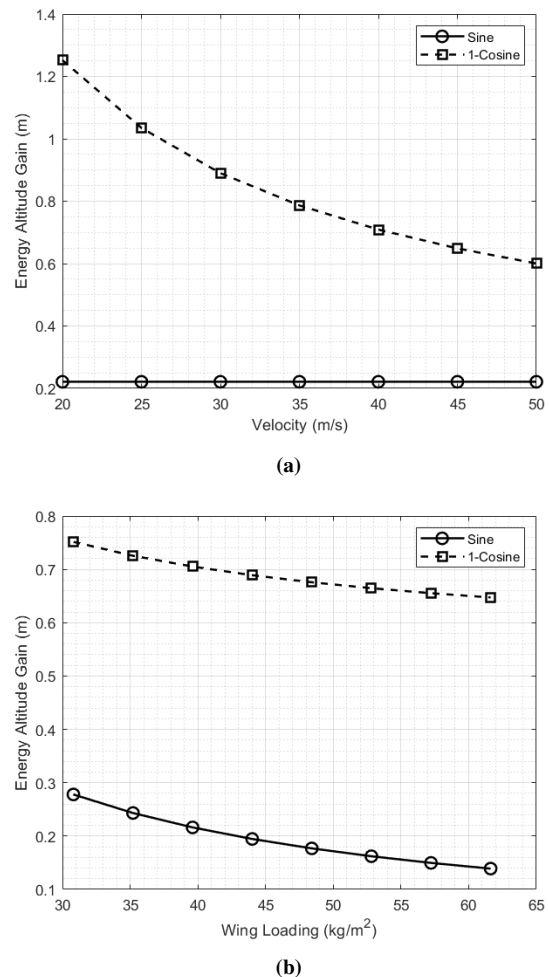 1.4
1.2
1
0.8
0.6
0.4
0.2
Energy Altitude Gain (m)
Sine
1-Cosine
20 25 30 35 40 45 50
Velocity (m/s)
(a)
0.8
0.7
0.6
0.5
0.4
0.3
0.2
0.1
Energy Altitude Gain (m)
Sine
1-Cosine
30 35 40 45 50 55 60 65
Wing Loading (kg/m²)
(b)